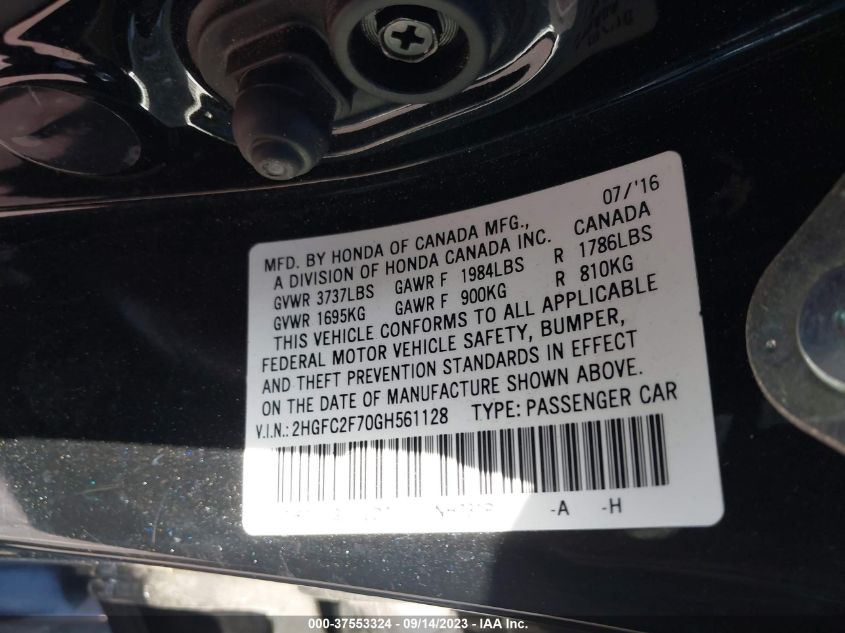 07/'16
MFD. BY HONDA OF CANADA MFG.,
A DIVISION OF HONDA CANADA INC. CANADA
GVWR 3737LBS GAWR F 1984LBS R 1786LBS
GVWR 1695KG GAWR F 900KG R 810KG
THIS VEHICLE CONFORMS TO ALL APPLICABLE
FEDERAL MOTOR VEHICLE SAFETY, BUMPER,
AND THEFT PREVENTION STANDARDS IN EFFECT
ON THE DATE OF MANUFACTURE SHOWN ABOVE.
V.I.N.: 2HGFC2F70GH561128 TYPE: PASSENGER CAR
-A -H
© - 37553324 - 09/14/2023 - IAA Inc.